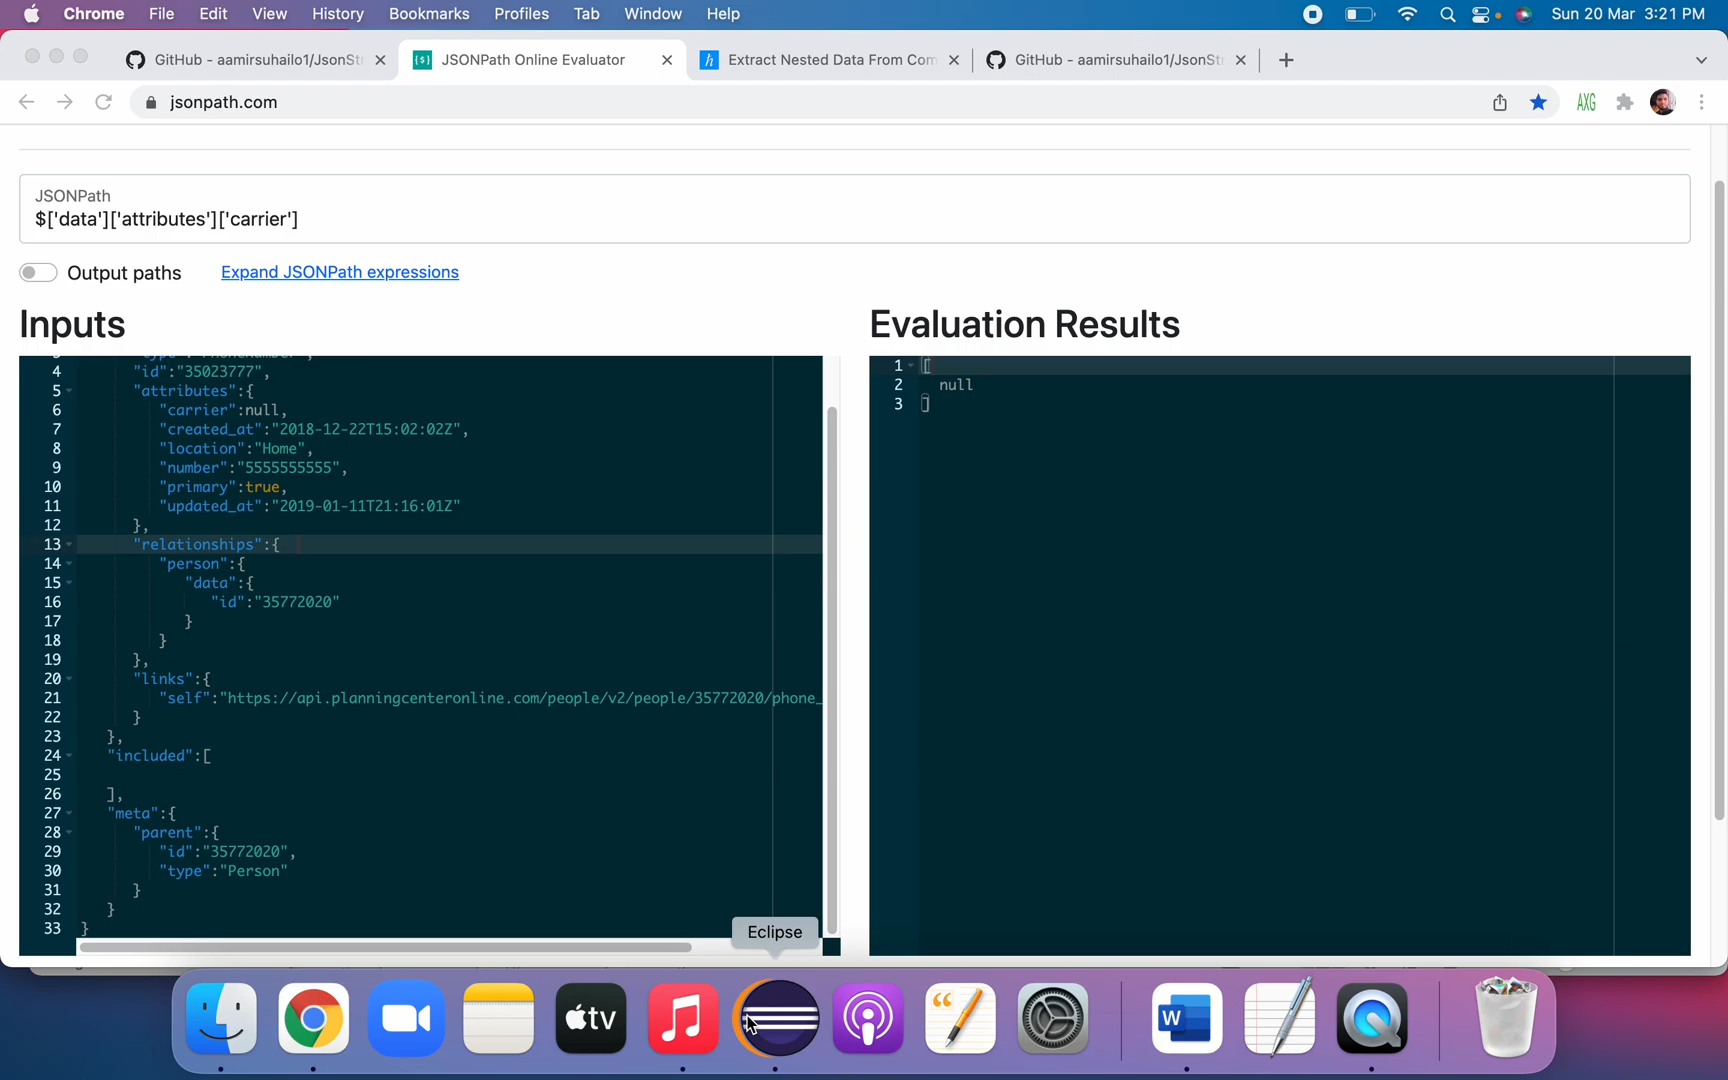 Chrome File Edit View History Bookmarks Profiles Tab Window Help Sun 20 Mar 3:21 PM
GitHub - aamirsuhailo1/JsonSt JSONPath Online Evaluator Extract Nested Data From Com GitHub - aamirsuhailo1/JsonSt
jsonpath.com AXG
JSONPath
$['data']['attributes']['carrier']
Output paths Expand JSONPath expressions
Inputs
4 "id":"35023777",
5 "attributes":{
6 "carrier":null,
7 "created_at":"2018-12-22T15:02:02Z",
8 "location":"Home",
9 "number":"5555555555",
10 "primary":true,
11 "updated_at":"2019-01-11T21:16:01Z"
12 },
13 "relationships":{
14 "person":{
15 "data":{
16 "id":"35772020"
17 }
18 }
19 },
20 "links":{
21 "self":"https://api.planningcenteronline.com/people/v2/people/35772020/phone_
22 }
23 },
24 "included":[
25
26 ],
27 "meta":{
28 "parent":{
29 "id":"35772020",
30 "type":"Person"
31 }
32 }
33 }
Evaluation Results
1 [
2 null
3 ]
Eclipse
tv
W